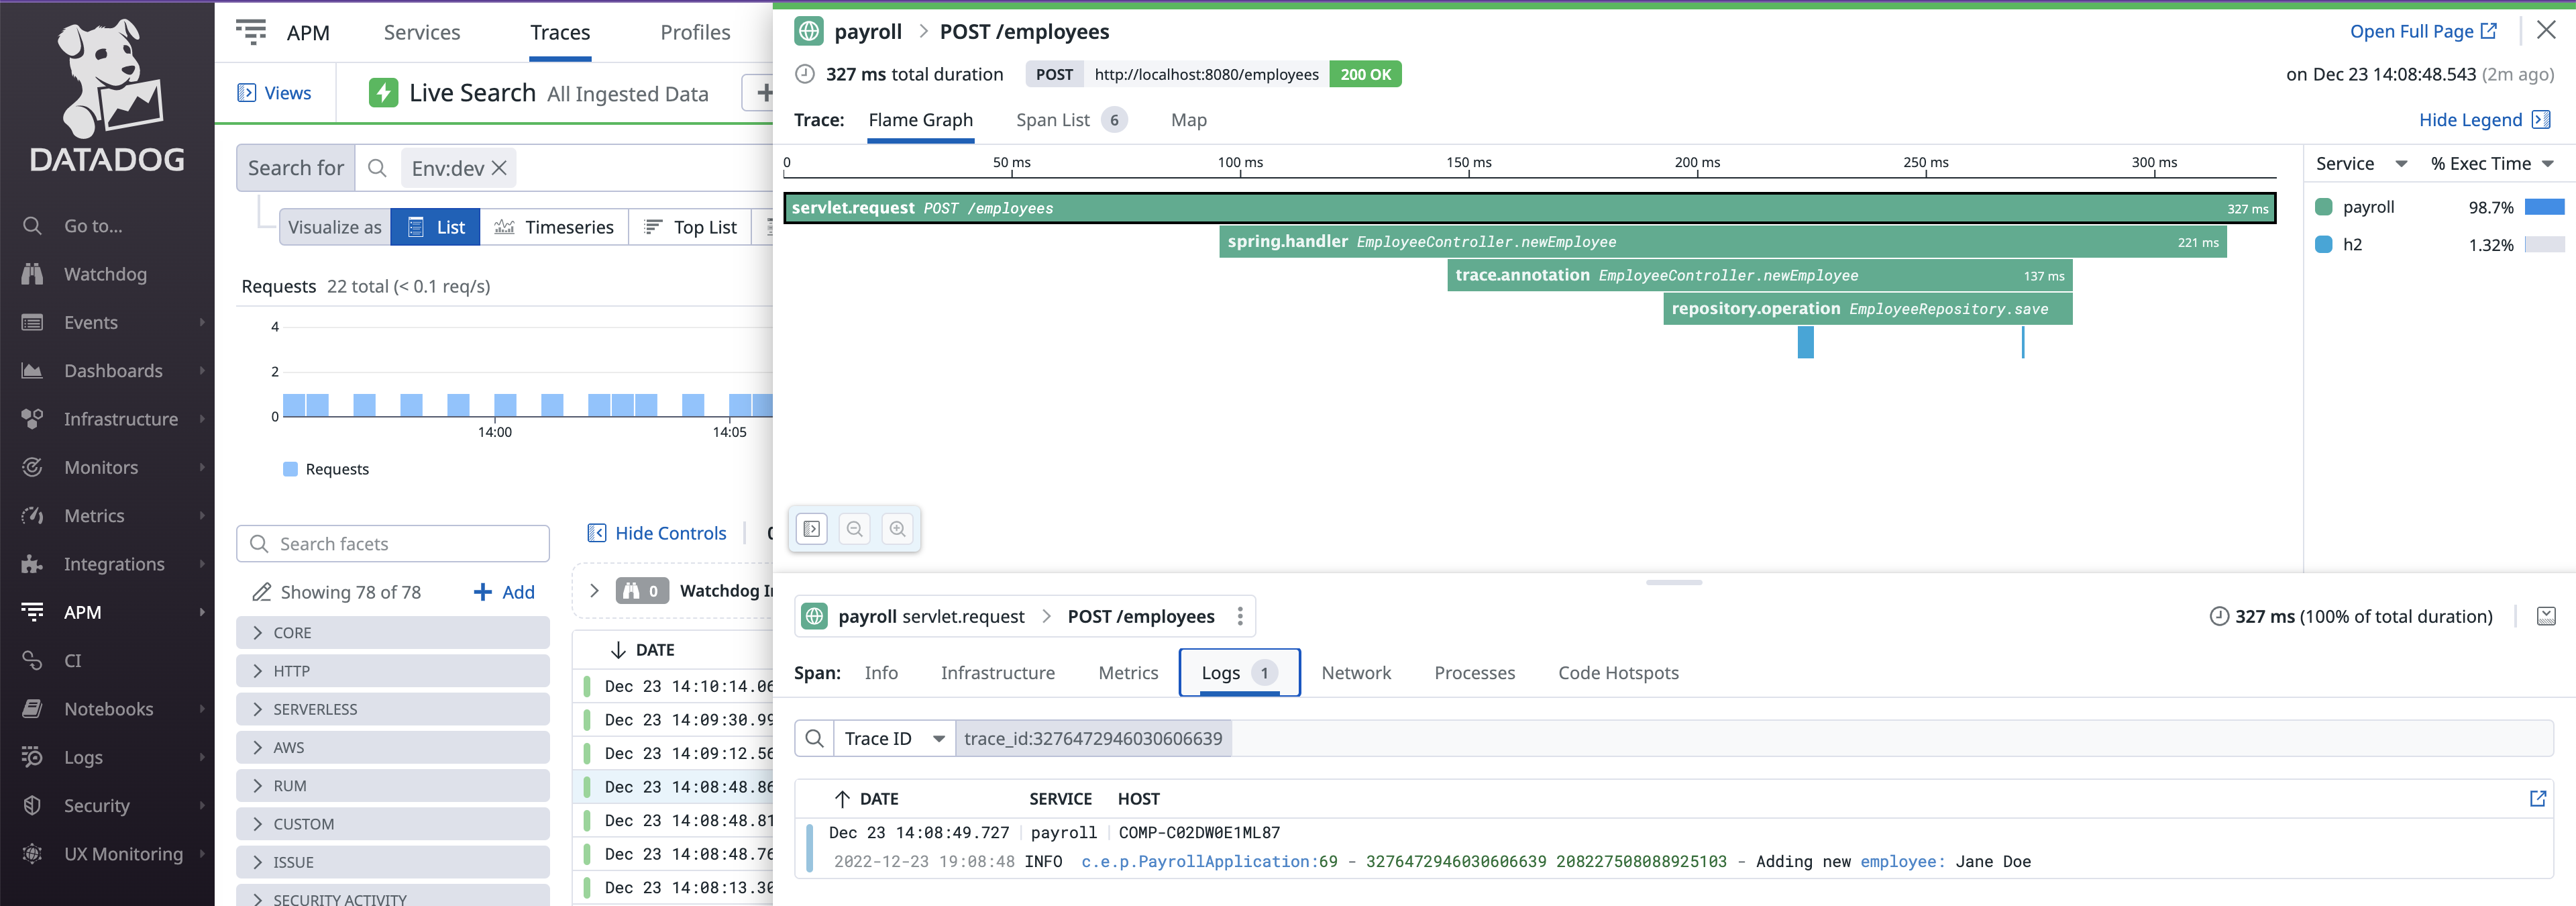 DATADOG
Go to...
Watchdog
Events
Dashboards
Infrastructure
Monitors
Metrics
Integrations
APM
CI
Notebooks
Logs
Security
UX Monitoring
APM Services Traces Profiles
Views Live Search All Ingested Data +
Search for Env:dev
Visualize as List Timeseries Top List
Requests 22 total (< 0.1 req/s)
4
2
0
14:00 14:05
Requests
Search facets
Hide Controls
Showing 78 of 78 + Add
0 Watchdog
CORE
HTTP
SERVERLESS
AWS
RUM
CUSTOM
ISSUE
SECURITY ACTIVITY
DATE
Dec 23 14:10:14.06
Dec 23 14:09:30.99
Dec 23 14:09:12.56
Dec 23 14:08:48.86
Dec 23 14:08:48.81
Dec 23 14:08:48.76
Dec 23 14:08:13.30
payroll > POST /employees Open Full Page
327 ms total duration POST http://localhost:8080/employees 200 OK on Dec 23 14:08:48.543 (2m ago)
Trace: Flame Graph Span List 6 Map Hide Legend
0 50 ms 100 ms 150 ms 200 ms 250 ms 300 ms
servlet.request POST /employees 327 ms
spring.handler EmployeeController.newEmployee 221 ms
trace.annotation EmployeeController.newEmployee 137 ms
repository.operation EmployeeRepository.save
Service % Exec Time
payroll 98.7%
h2 1.32%
payroll servlet.request > POST /employees 327 ms (100% of total duration)
Span: Info Infrastructure Metrics Logs 1 Network Processes Code Hotspots
Trace ID trace_id:3276472946030606639
DATE SERVICE HOST
Dec 23 14:08:49.727 payroll COMP-C02DW0E1ML87
2022-12-23 19:08:48 INFO c.e.p.PayrollApplication:69 - 3276472946030606639 208227508088925103 - Adding new employee: Jane Doe